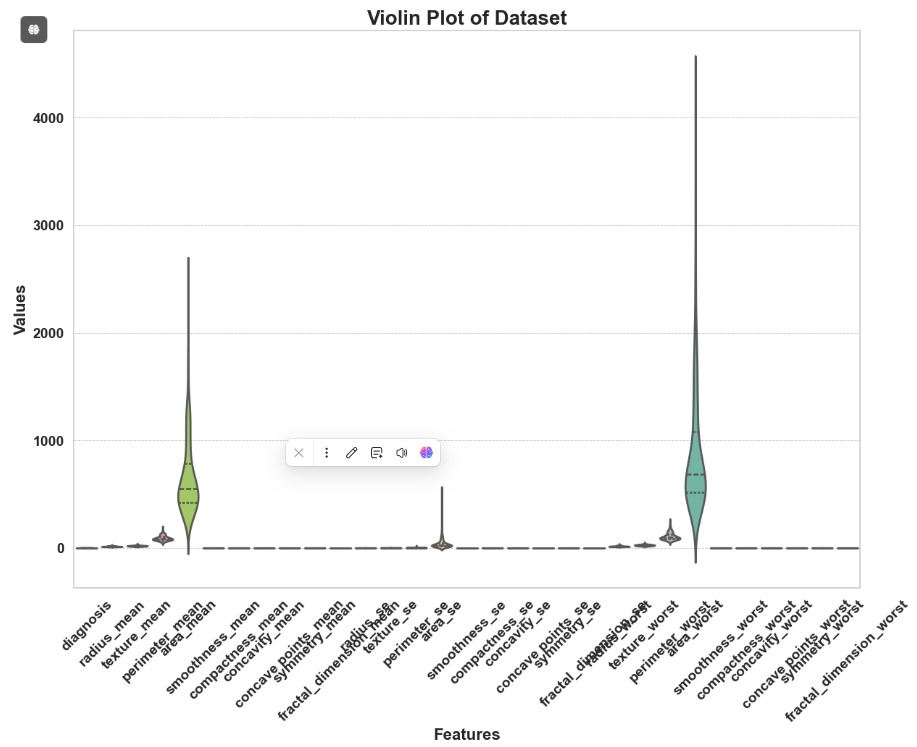 Violin Plot of Dataset
Values
4000
3000
2000
1000
0
diagnosis
radius_mean
texture_mean
perimeter_mean
area_mean
smoothness_mean
compactness_mean
concavity_mean
concave points_mean
symmetry_mean
fractal_dimension_mean
radius_se
texture_se
perimeter_se
area_se
smoothness_se
compactness_se
concavity_se
concave points_se
symmetry_se
fractal_dimension_se
radius_worst
texture_worst
perimeter_worst
area_worst
smoothness_worst
compactness_worst
concavity_worst
concave points_worst
symmetry_worst
fractal_dimension_worst
Features